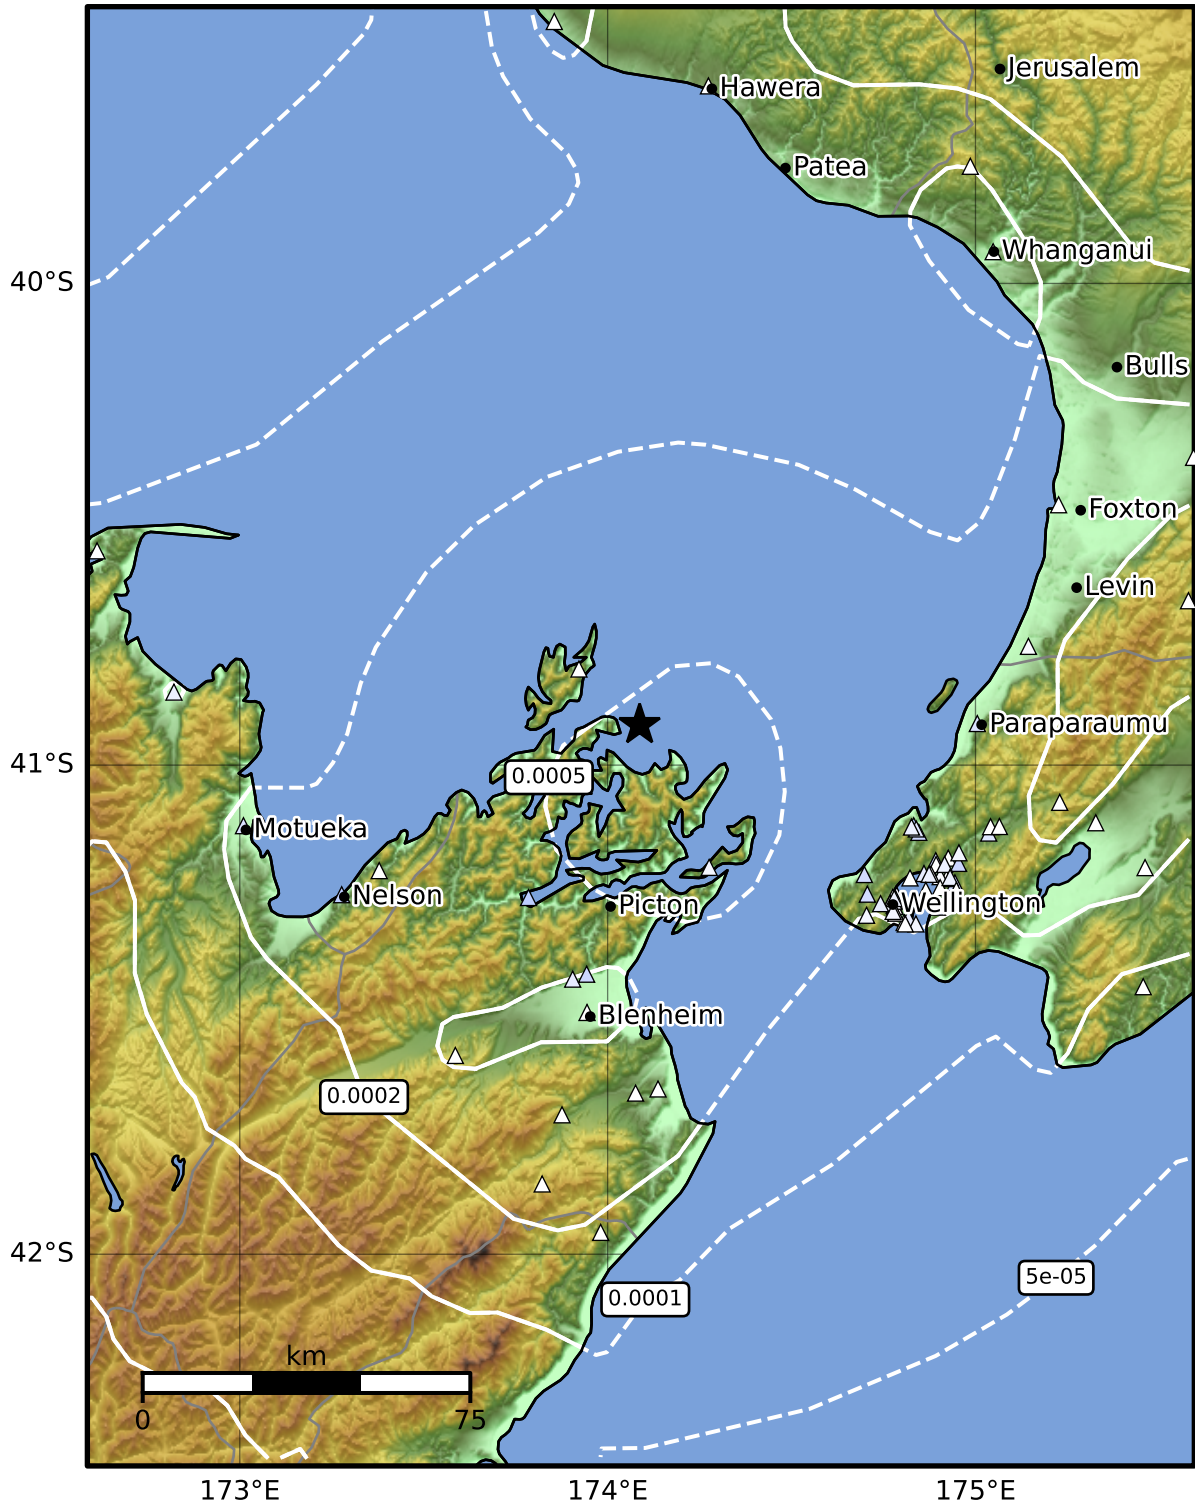 Jerusalem
Hawera
Patea
Whanganui
40°S
Bulls
Foxton
Levin
Paraparaumu
41°S
0.0005
Motueka
Nelson
Picton
Wellington
Blenheim
0.0002
42°S
5e-05
0.0001
km
0
75
173°E
174°E
175°E